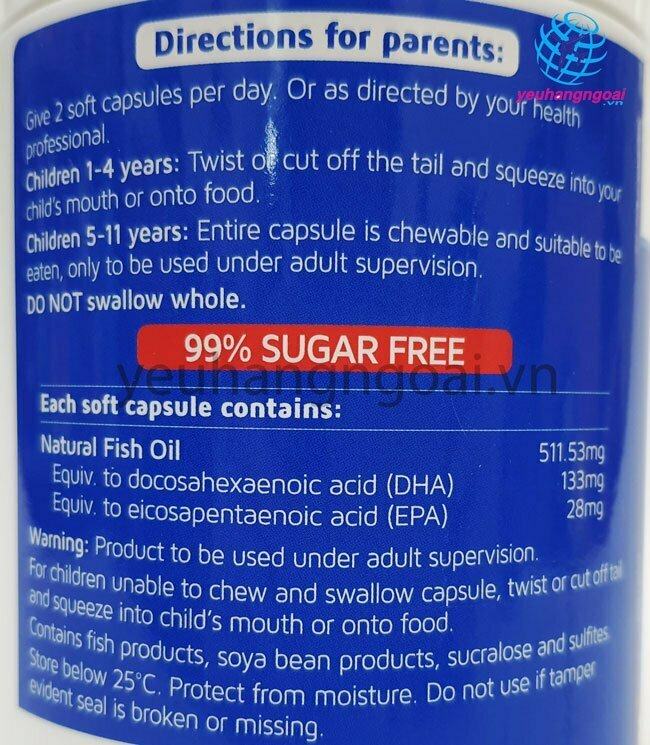 Directions for parents:
yeuhangngoai
.vn
Give 2 soft capsules per day. Or as directed by your health
professional.
Children 1-4 years: Twist or cut off the tail and squeeze into your
child's mouth or onto food.
Children 5-11 years: Entire capsule is chewable and suitable to be
eaten, only to be used under adult supervision.
DO NOT swallow whole.
99% SUGAR FREE
yeuhangngoai.vn
Each soft capsule contains:
Natural Fish Oil 511.53mg
Equiv. to docosahexaenoic acid (DHA) 133mg
Equiv. to eicosapentaenoic acid (EPA) 28mg
Warning: Product to be used under adult supervision.
For children unable to chew and swallow capsule, twist or cut off tail
and squeeze into child's mouth or onto food.
Contains fish products, soya bean products, sucralose and sulfites.
Store below 25°C. Protect from moisture. Do not use if tamper
evident seal is broken or missing.